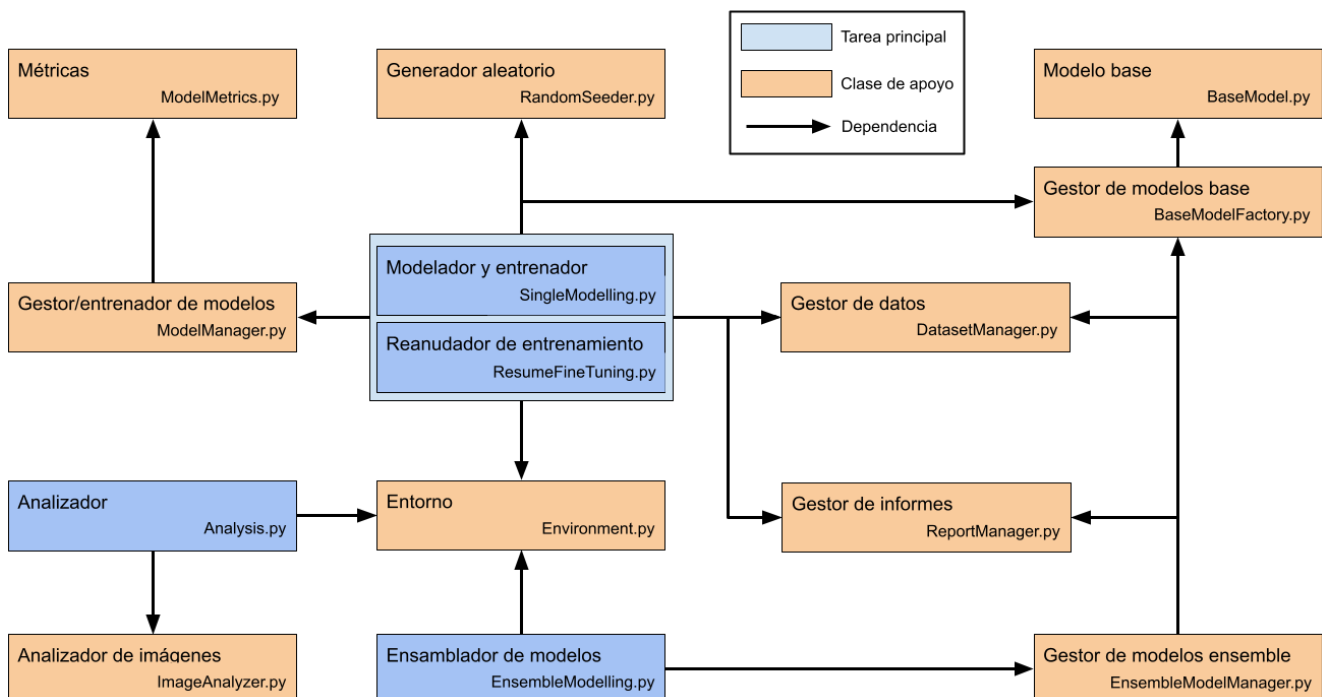 Métricas
ModelMetrics.py
Generador aleatorio
RandomSeeder.py
Tarea principal
Clase de apoyo
Dependencia
Modelo base
BaseModel.py
Gestor de modelos base
BaseModelFactory.py
Modelador y entrenador
SingleModelling.py
Reanudador de entrenamiento
ResumeFineTuning.py
Gestor/entrenador de modelos
ModelManager.py
Gestor de datos
DatasetManager.py
Analizador
Analysis.py
Entorno
Environment.py
Gestor de informes
ReportManager.py
Analizador de imágenes
ImageAnalyzer.py
Ensamblador de modelos
EnsembleModelling.py
Gestor de modelos ensemble
EnsembleModelManager.py